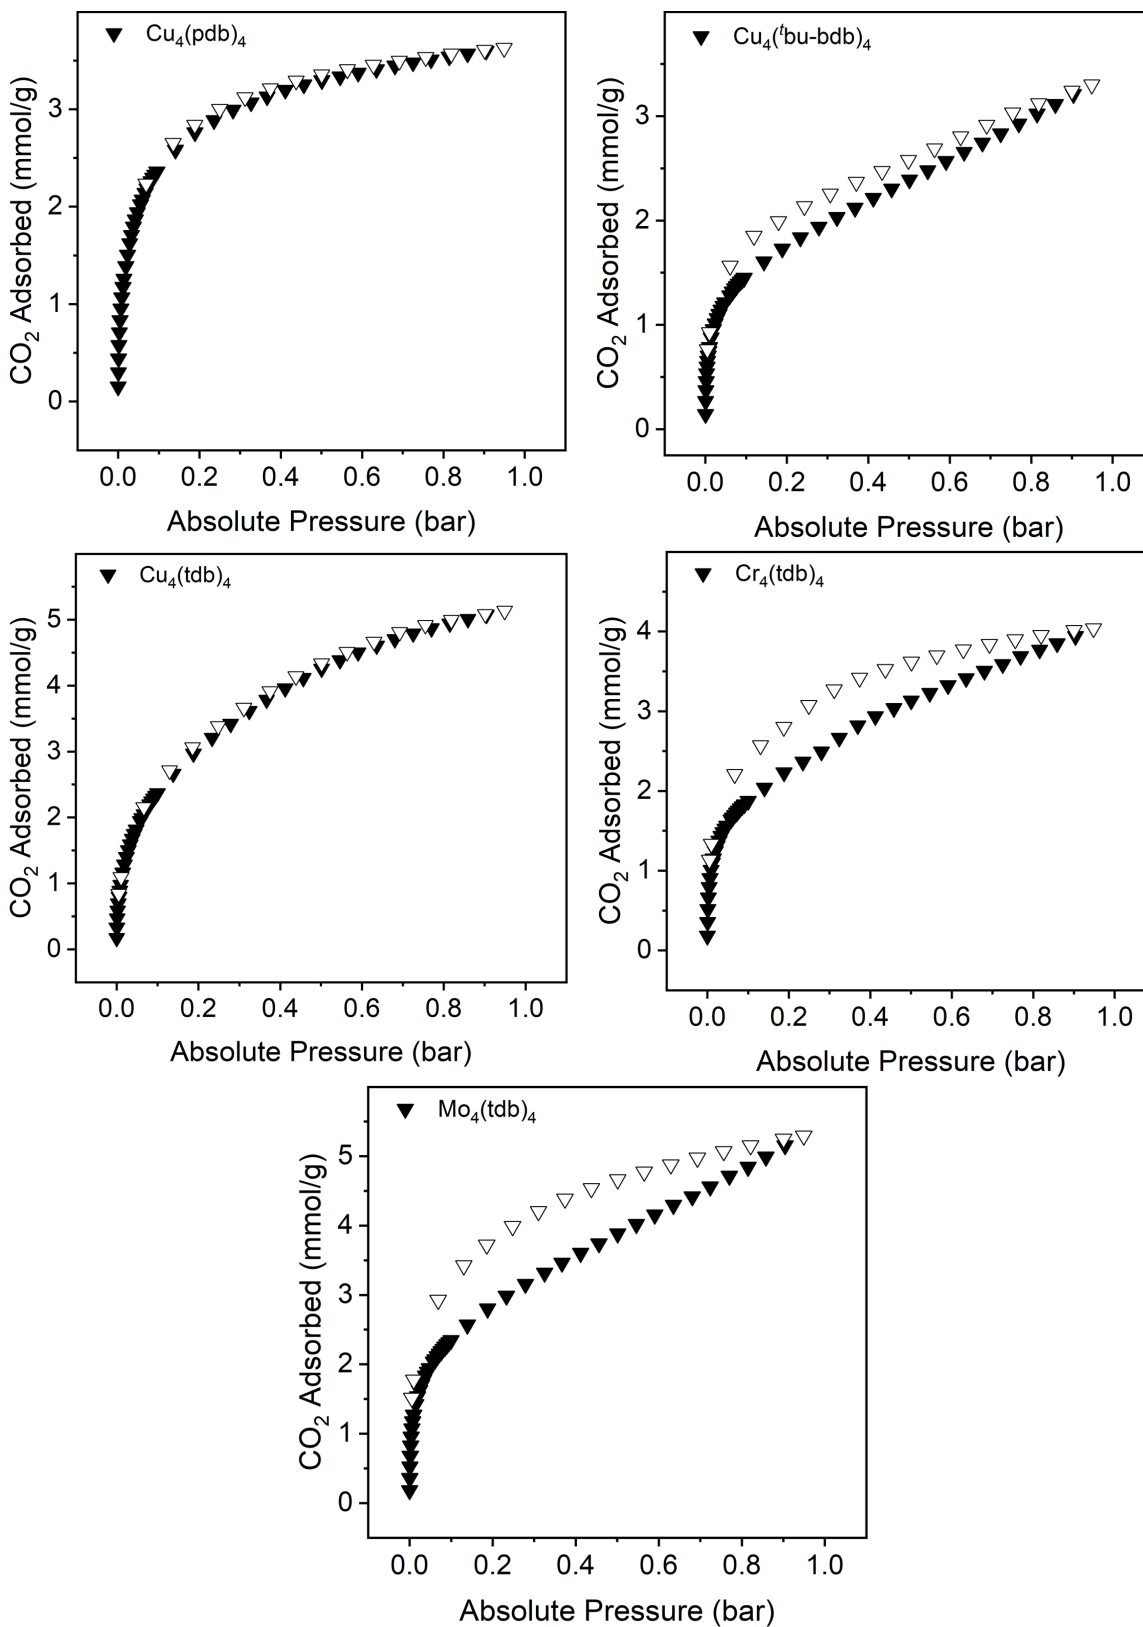 Cu₄(pdb)₄
CO₂ Adsorbed (mmol/g)
3
2
1
0
0.0 0.2 0.4 0.6 0.8 1.0
Absolute Pressure (bar)
Cu₄(ᵗbu-bdb)₄
CO₂ Adsorbed (mmol/g)
3
2
1
0
0.0 0.2 0.4 0.6 0.8 1.0
Absolute Pressure (bar)
Cu₄(tdb)₄
CO₂ Adsorbed (mmol/g)
5
4
3
2
1
0
0.0 0.2 0.4 0.6 0.8 1.0
Absolute Pressure (bar)
Cr₄(tdb)₄
CO₂ Adsorbed (mmol/g)
4
3
2
1
0
0.0 0.2 0.4 0.6 0.8 1.0
Absolute Pressure (bar)
Mo₄(tdb)₄
CO₂ Adsorbed (mmol/g)
5
4
3
2
1
0
0.0 0.2 0.4 0.6 0.8 1.0
Absolute Pressure (bar)